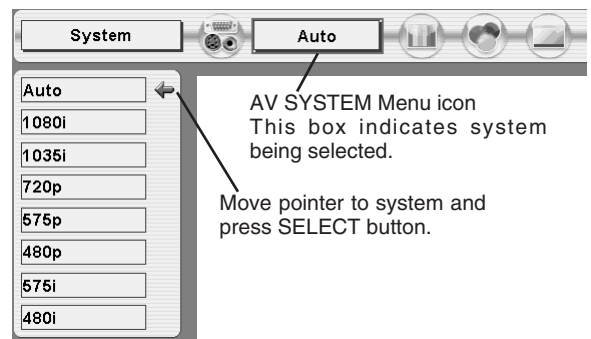 System
Auto
Auto
1080i
1035i
720p
575p
480p
575i
480i
AV SYSTEM Menu icon
This box indicates system
being selected.
Move pointer to system and
press SELECT button.